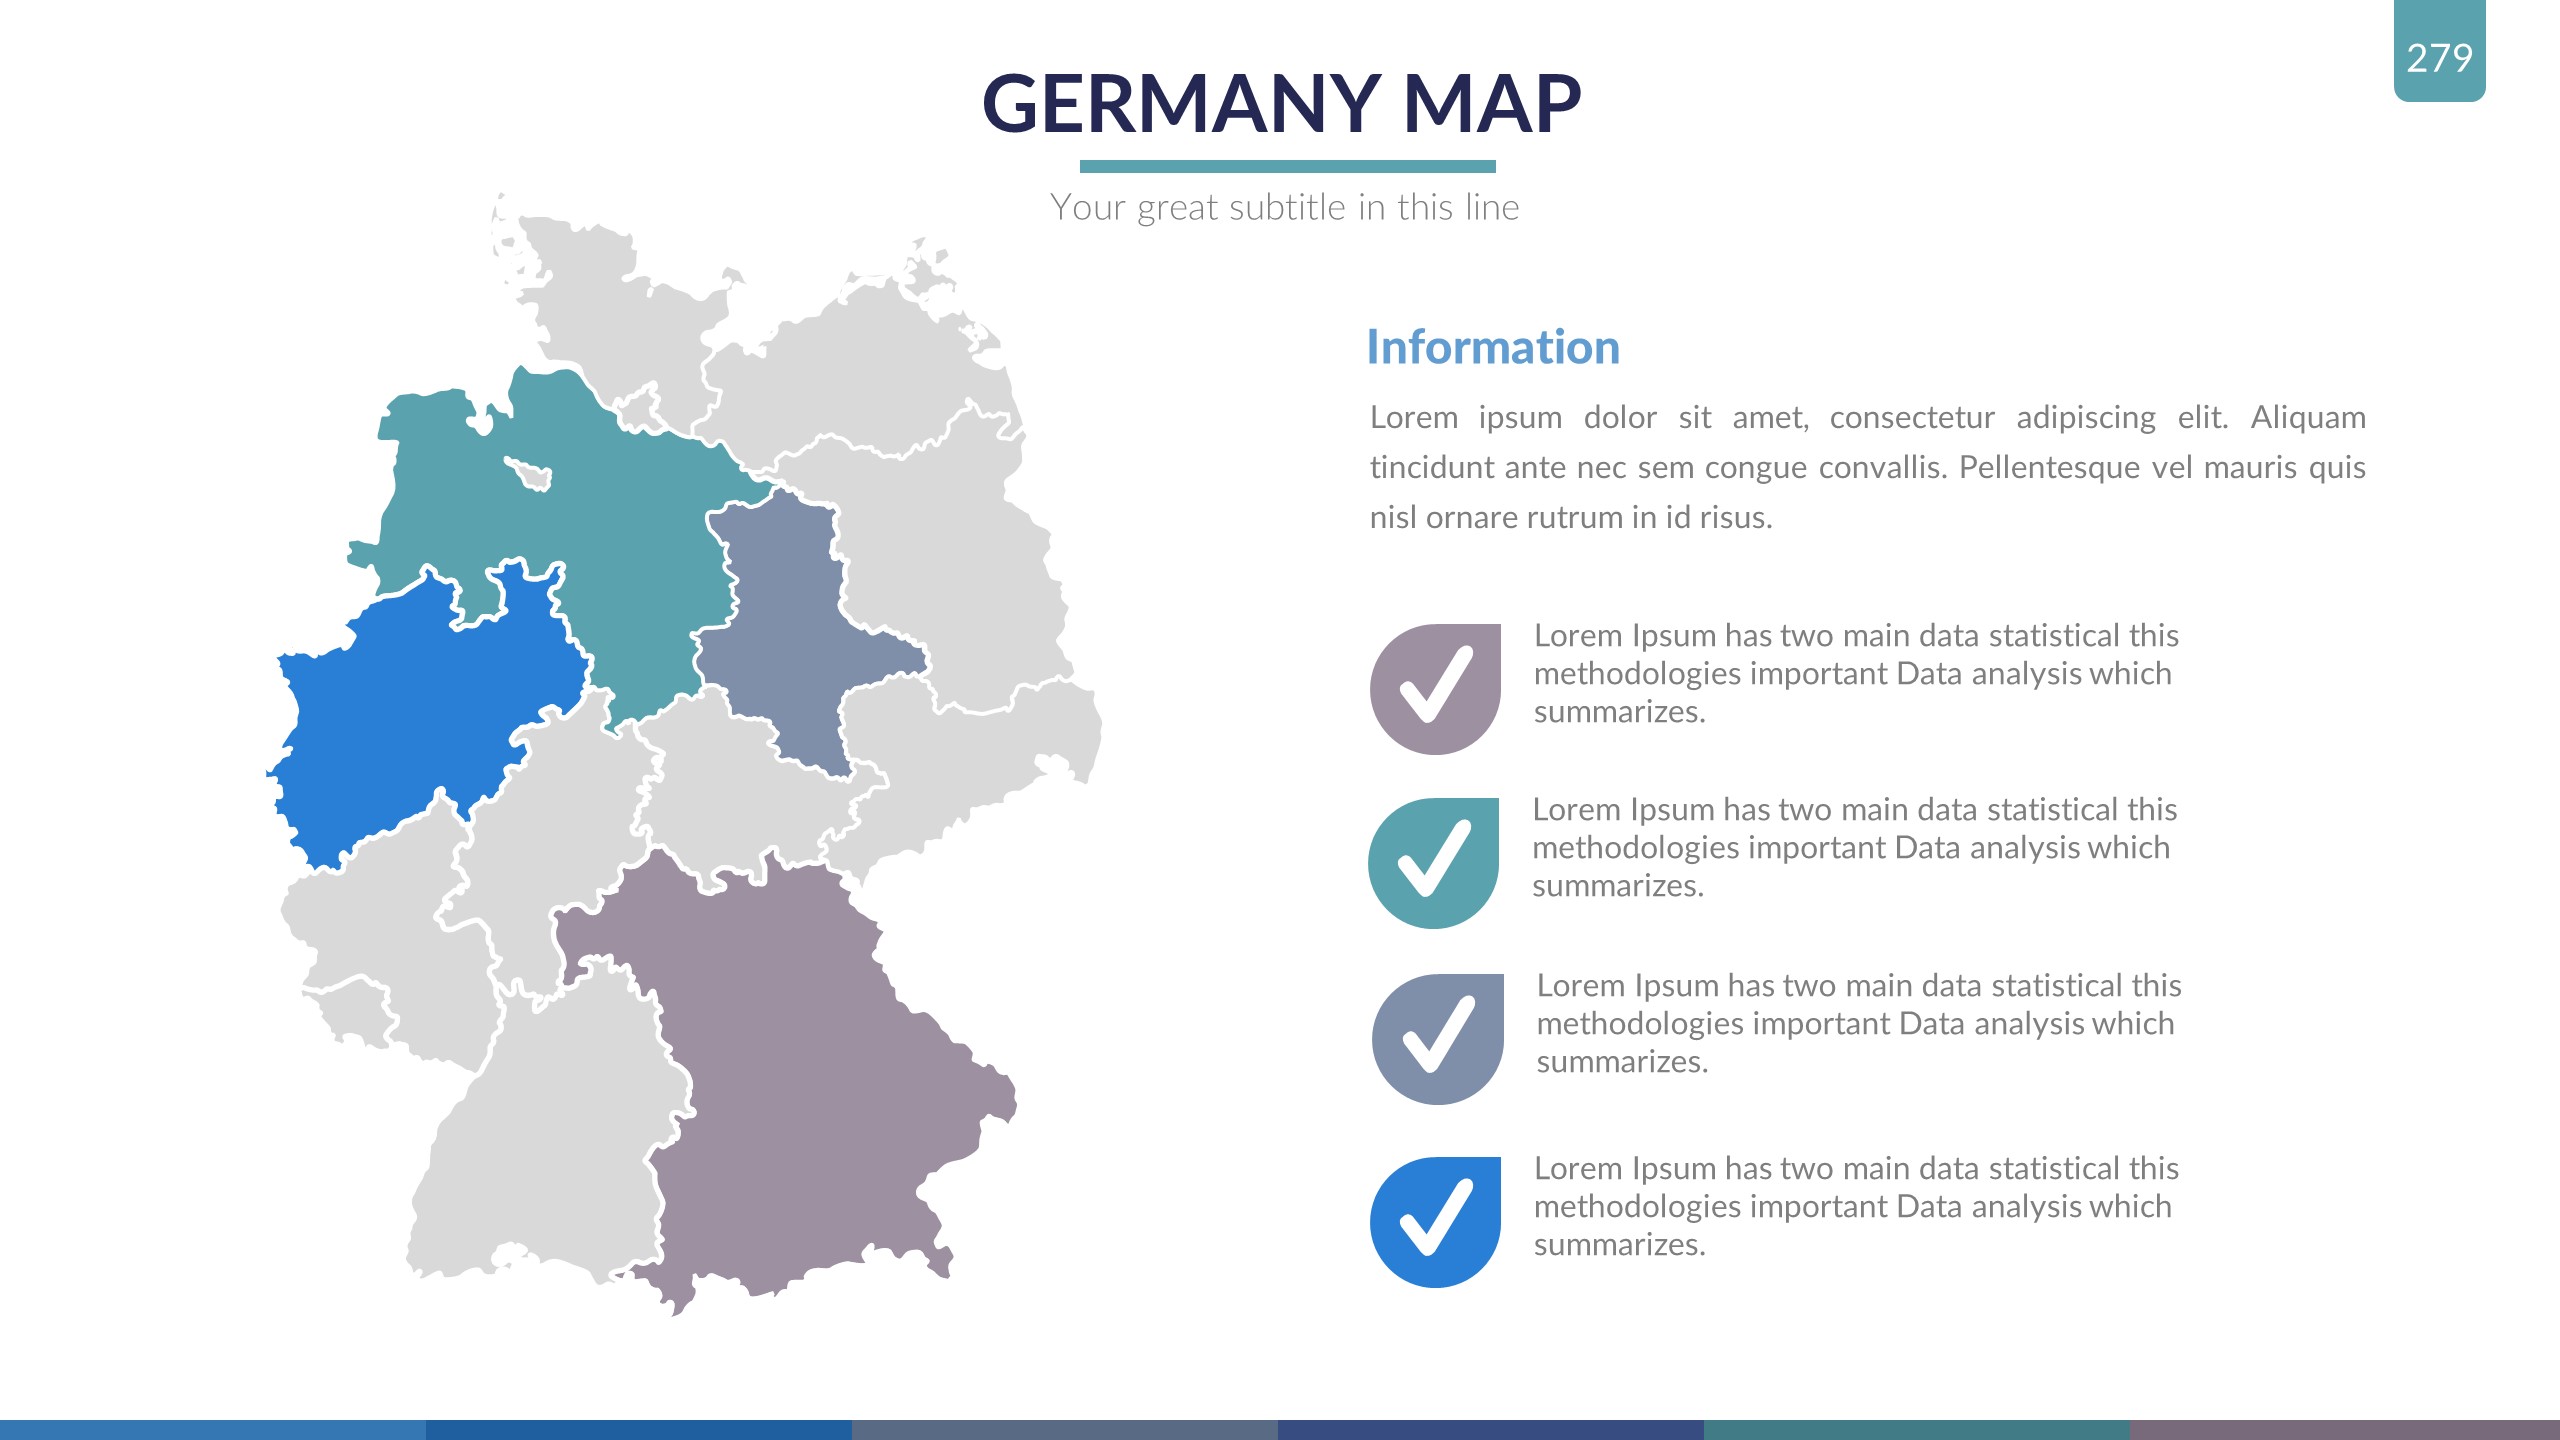 279
GERMANY MAP
Your great subtitle in this line
Information
Lorem ipsum dolor sit amet, consectetur adipiscing elit. Aliquam
tincidunt ante nec sem congue convallis. Pellentesque vel mauris quis
nisl ornare rutrum in id risus.
Lorem Ipsum has two main data statistical this
methodologies important Data analysis which
summarizes.
Lorem Ipsum has two main data statistical this
methodologies important Data analysis which
summarizes.
Lorem Ipsum has two main data statistical this
methodologies important Data analysis which
summarizes.
Lorem Ipsum has two main data statistical this
methodologies important Data analysis which
summarizes.